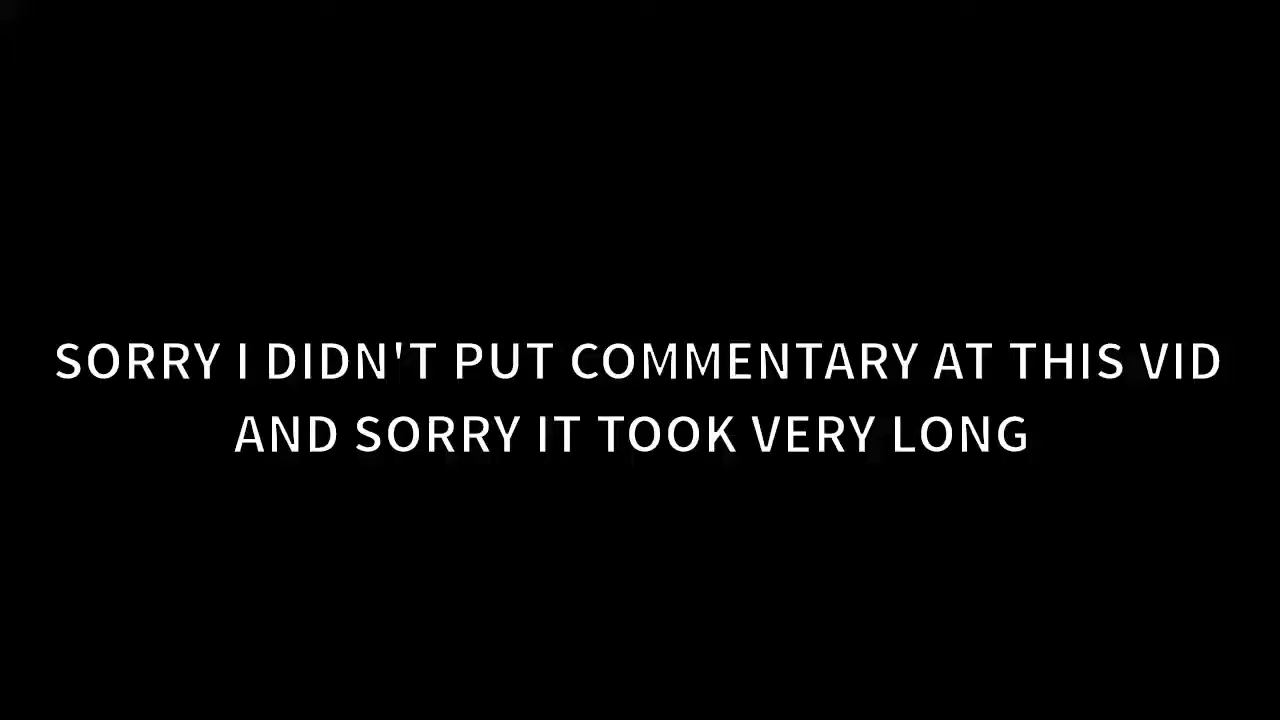 SORRY I DIDN'T PUT COMMENTARY AT THIS VID
AND SORRY IT TOOK VERY LONG